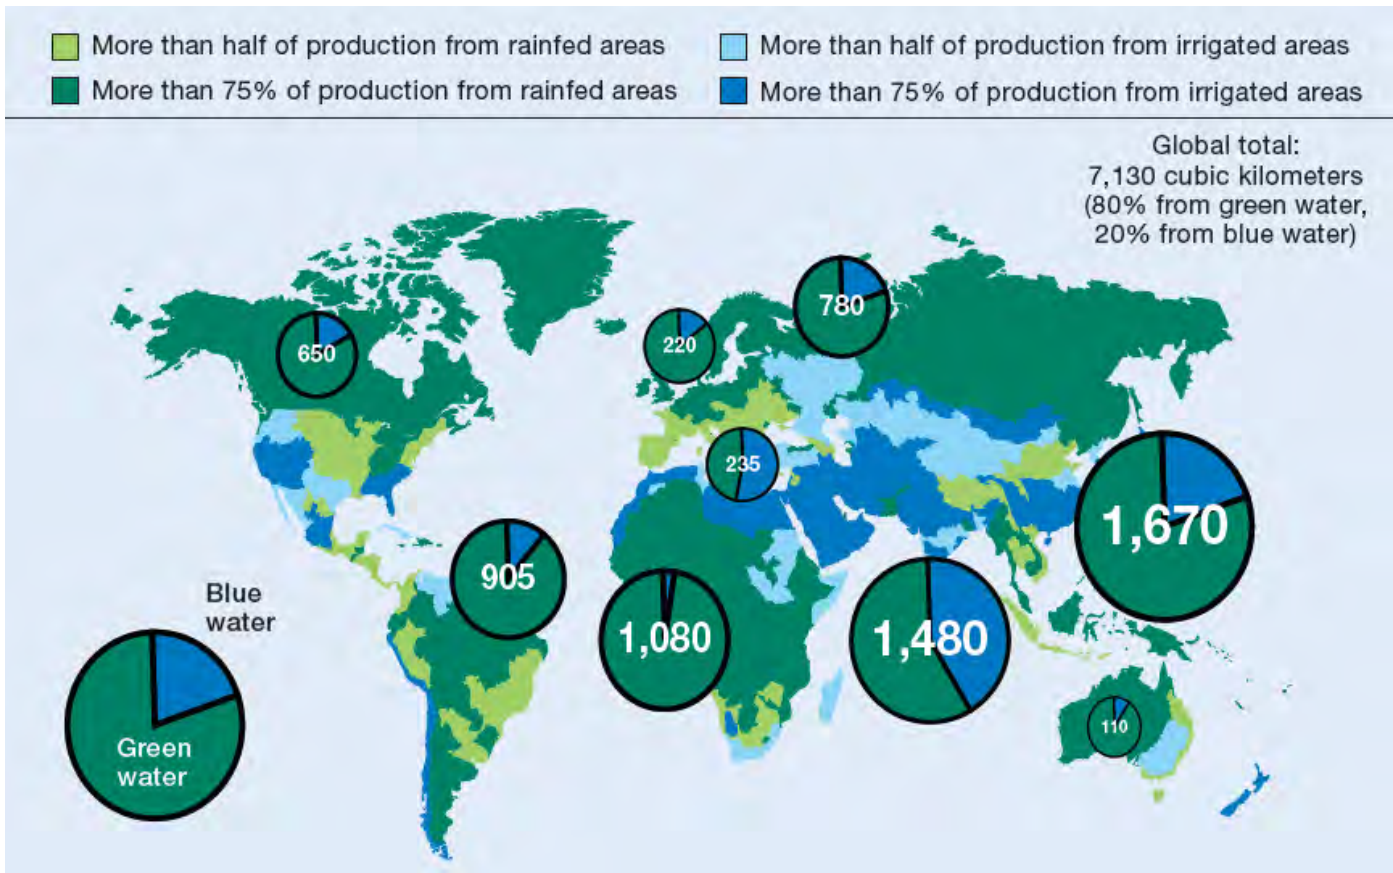 More than half of production from rainfed areas
More than half of production from irrigated areas
More than 75% of production from rainfed areas
More than 75% of production from irrigated areas
Global total:
7,130 cubic kilometers
(80% from green water,
20% from blue water)
780
650
220
235
1,670
905
Blue
water
1,080
1,480
110
Green
water